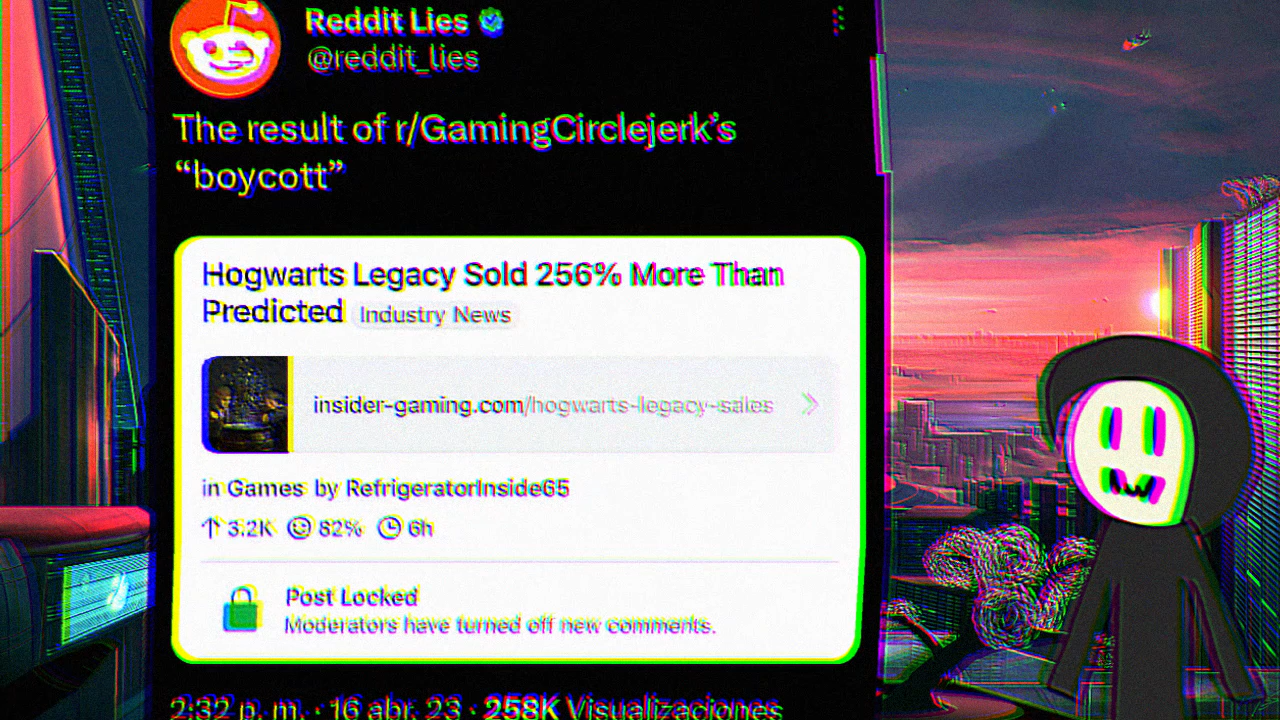 Reddit Lies
@reddit_lies
The result of r/GamingCirclejerk's
“boycott”
Hogwarts Legacy Sold 256% More Than
Predicted Industry News
insider-gaming.com/hogwarts-legacy-sales
in Games by RefrigeratorInside65
3.2K 82% 6h
Post Locked
Moderators have turned off new comments.
2:32 p. m. · 16 abr. 23 · 258K Visualizaciones